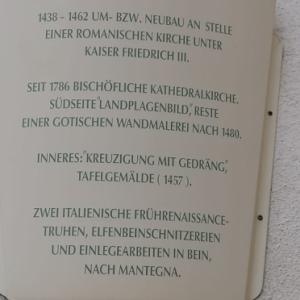 1438 - 1462 UM- BZW. NEUBAU AN STELLE
EINER ROMANISCHEN KIRCHE UNTER
KAISER FRIEDRICH III.
SEIT 1786 BISCHÖFLICHE KATHEDRALKIRCHE.
SÜDSEITE "LANDPLAGENBILD", RESTE
EINER GOTISCHEN WANDMALEREI NACH 1480.
INNERES: "KREUZIGUNG MIT GEDRÄNG",
TAFELGEMÄLDE ( 1457 ).
ZWEI ITALIENISCHE FRÜHRENAISSANCE-
TRUHEN, ELFENBEINSCHNITZEREIEN
UND EINLEGEARBEITEN IN BEIN,
NACH MANTEGNA.